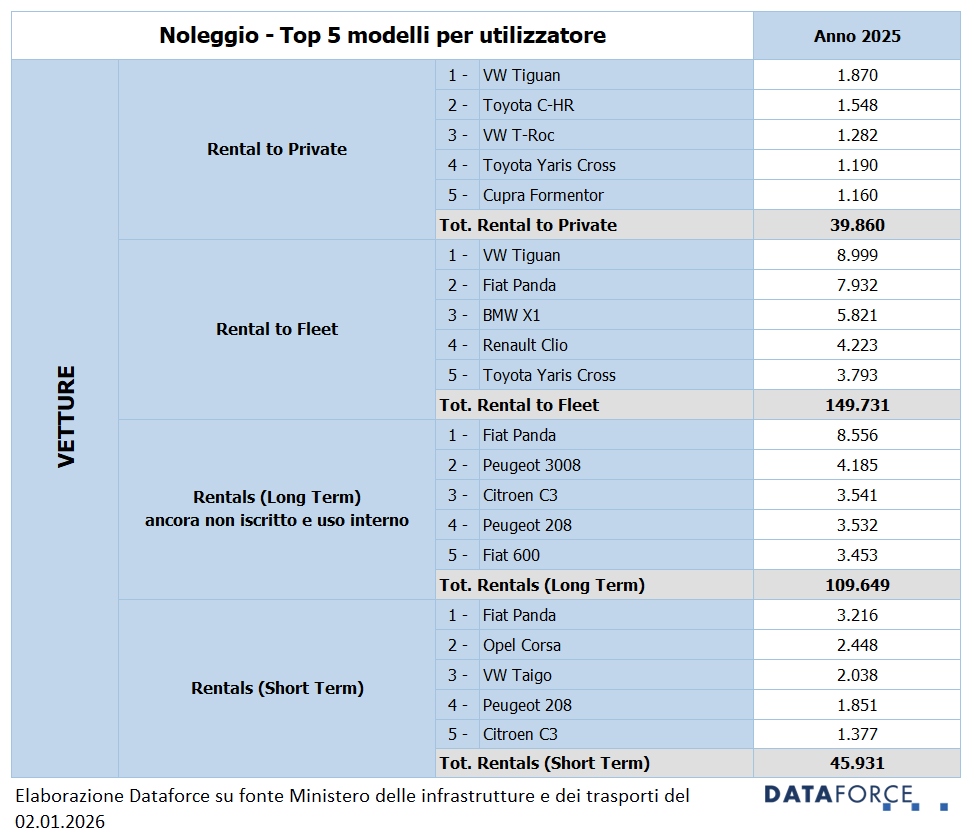 Noleggio - Top 5 modelli per utilizzatore Anno 2025
VETTURE
Rental to Private
1 - VW Tiguan 1.870
2 - Toyota C-HR 1.548
3 - VW T-Roc 1.282
4 - Toyota Yaris Cross 1.190
5 - Cupra Formentor 1.160
Tot. Rental to Private 39.860
Rental to Fleet
1 - VW Tiguan 8.999
2 - Fiat Panda 7.932
3 - BMW X1 5.821
4 - Renault Clio 4.223
5 - Toyota Yaris Cross 3.793
Tot. Rental to Fleet 149.731
Rentals (Long Term)
ancora non iscritto e uso interno
1 - Fiat Panda 8.556
2 - Peugeot 3008 4.185
3 - Citroen C3 3.541
4 - Peugeot 208 3.532
5 - Fiat 600 3.453
Tot. Rentals (Long Term) 109.649
Rentals (Short Term)
1 - Fiat Panda 3.216
2 - Opel Corsa 2.448
3 - VW Taigo 2.038
4 - Peugeot 208 1.851
5 - Citroen C3 1.377
Tot. Rentals (Short Term) 45.931
Elaborazione Dataforce su fonte Ministero delle infrastrutture e dei trasporti del
02.01.2026
DATAFORCE